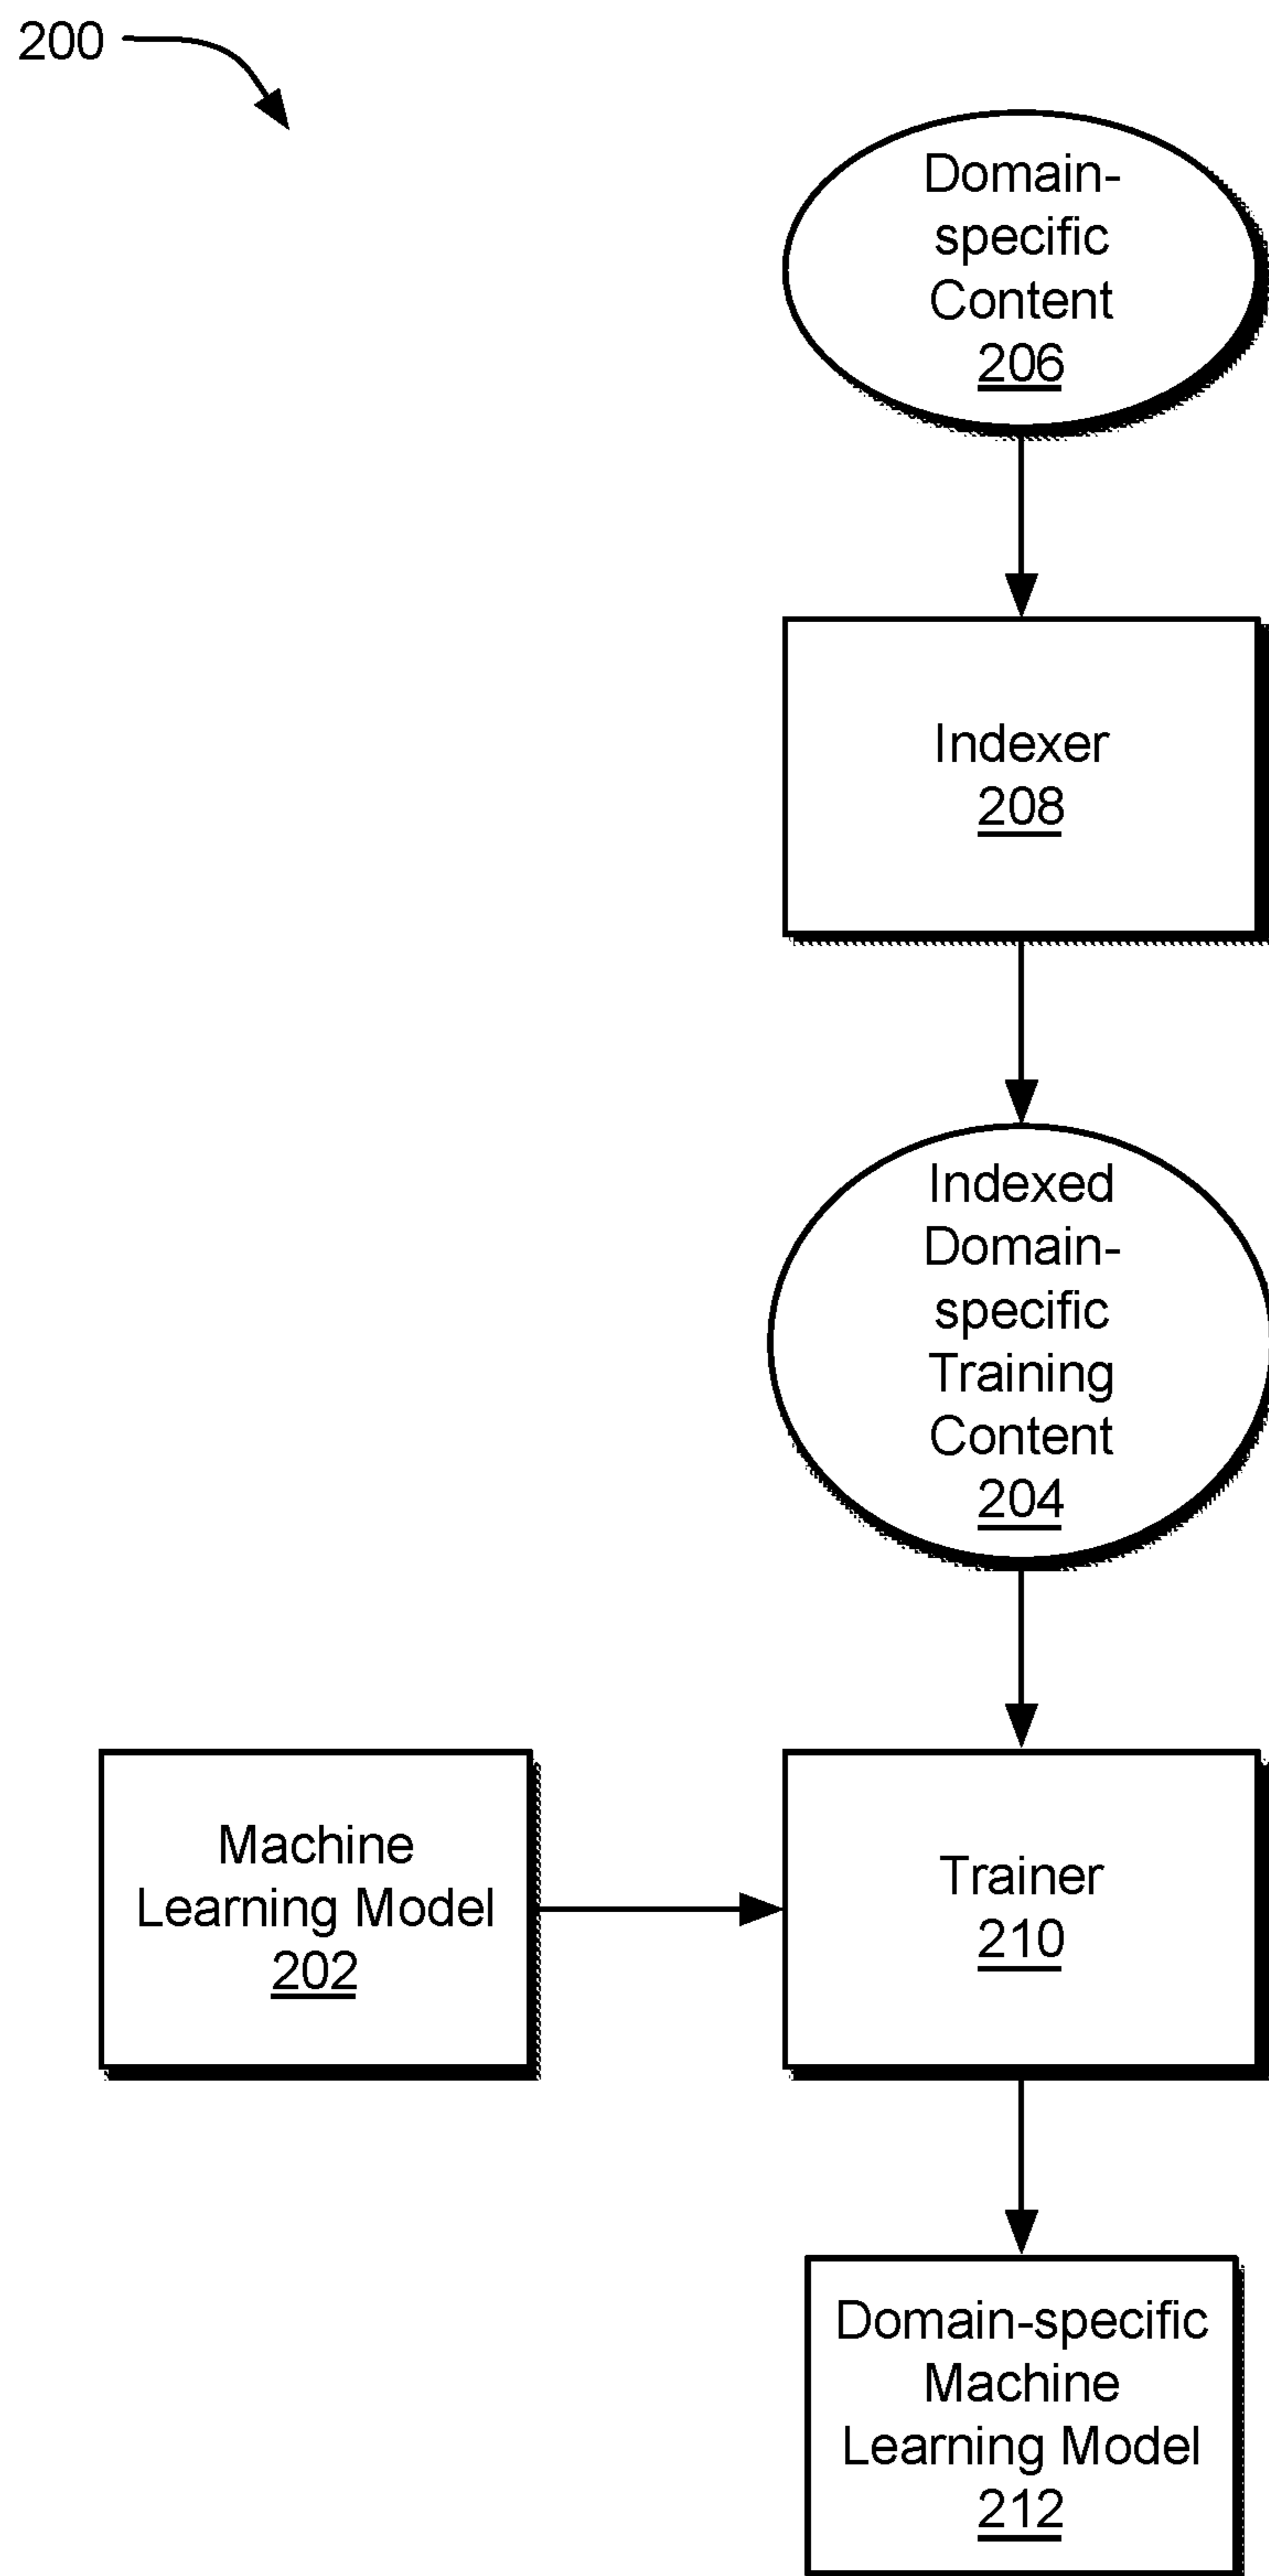 200
Domain-
specific
Content
206
Indexer
208
Indexed
Domain-
specific
Training
Content
204
Machine
Learning Model
202
Trainer
210
Domain-specific
Machine
Learning Model
212